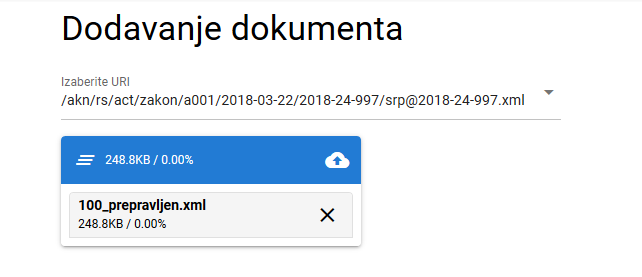 Dodavanje dokumenta
Izaberite URI
/akn/rs/act/zakon/a001/2018-03-22/2018-24-997/srp@2018-24-997.xml
248.8KB / 0.00%
100_prepravljen.xml
248.8KB / 0.00%